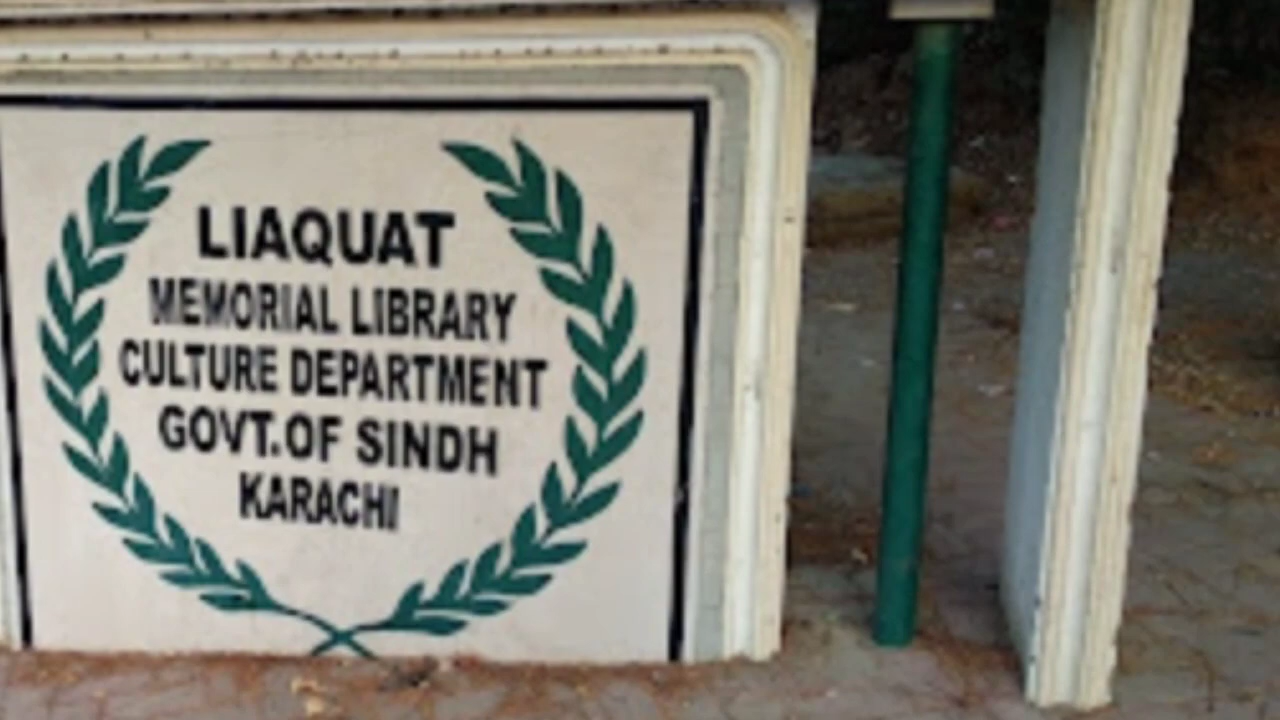 LIAQUAT
MEMORIAL LIBRARY
CULTURE DEPARTMENT
GOVT.OF SINDH
KARACHI